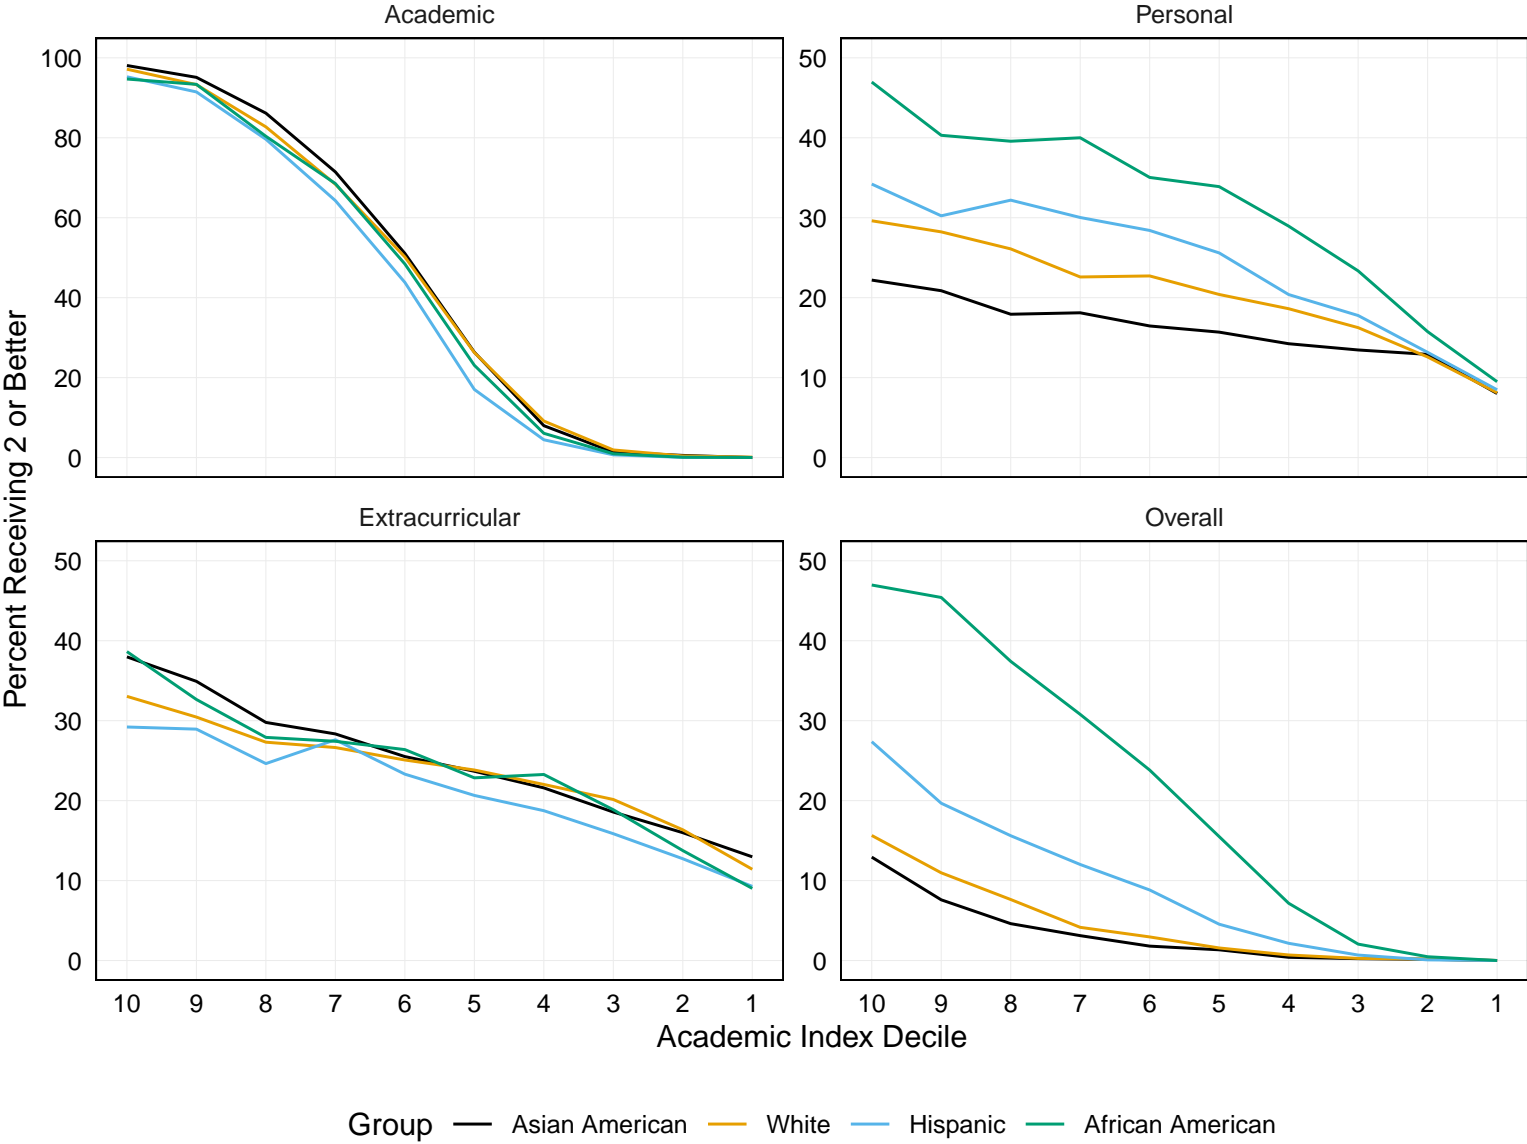 Academic
Personal
100
80
60
40
20
0
50
40
30
20
10
0
Percent Receiving 2 or Better
Extracurricular
Overall
50
40
30
20
10
0
50
40
30
20
10
0
10 9 8 7 6 5 4 3 2 1
10 9 8 7 6 5 4 3 2 1
Academic Index Decile
Group Asian American White Hispanic African American